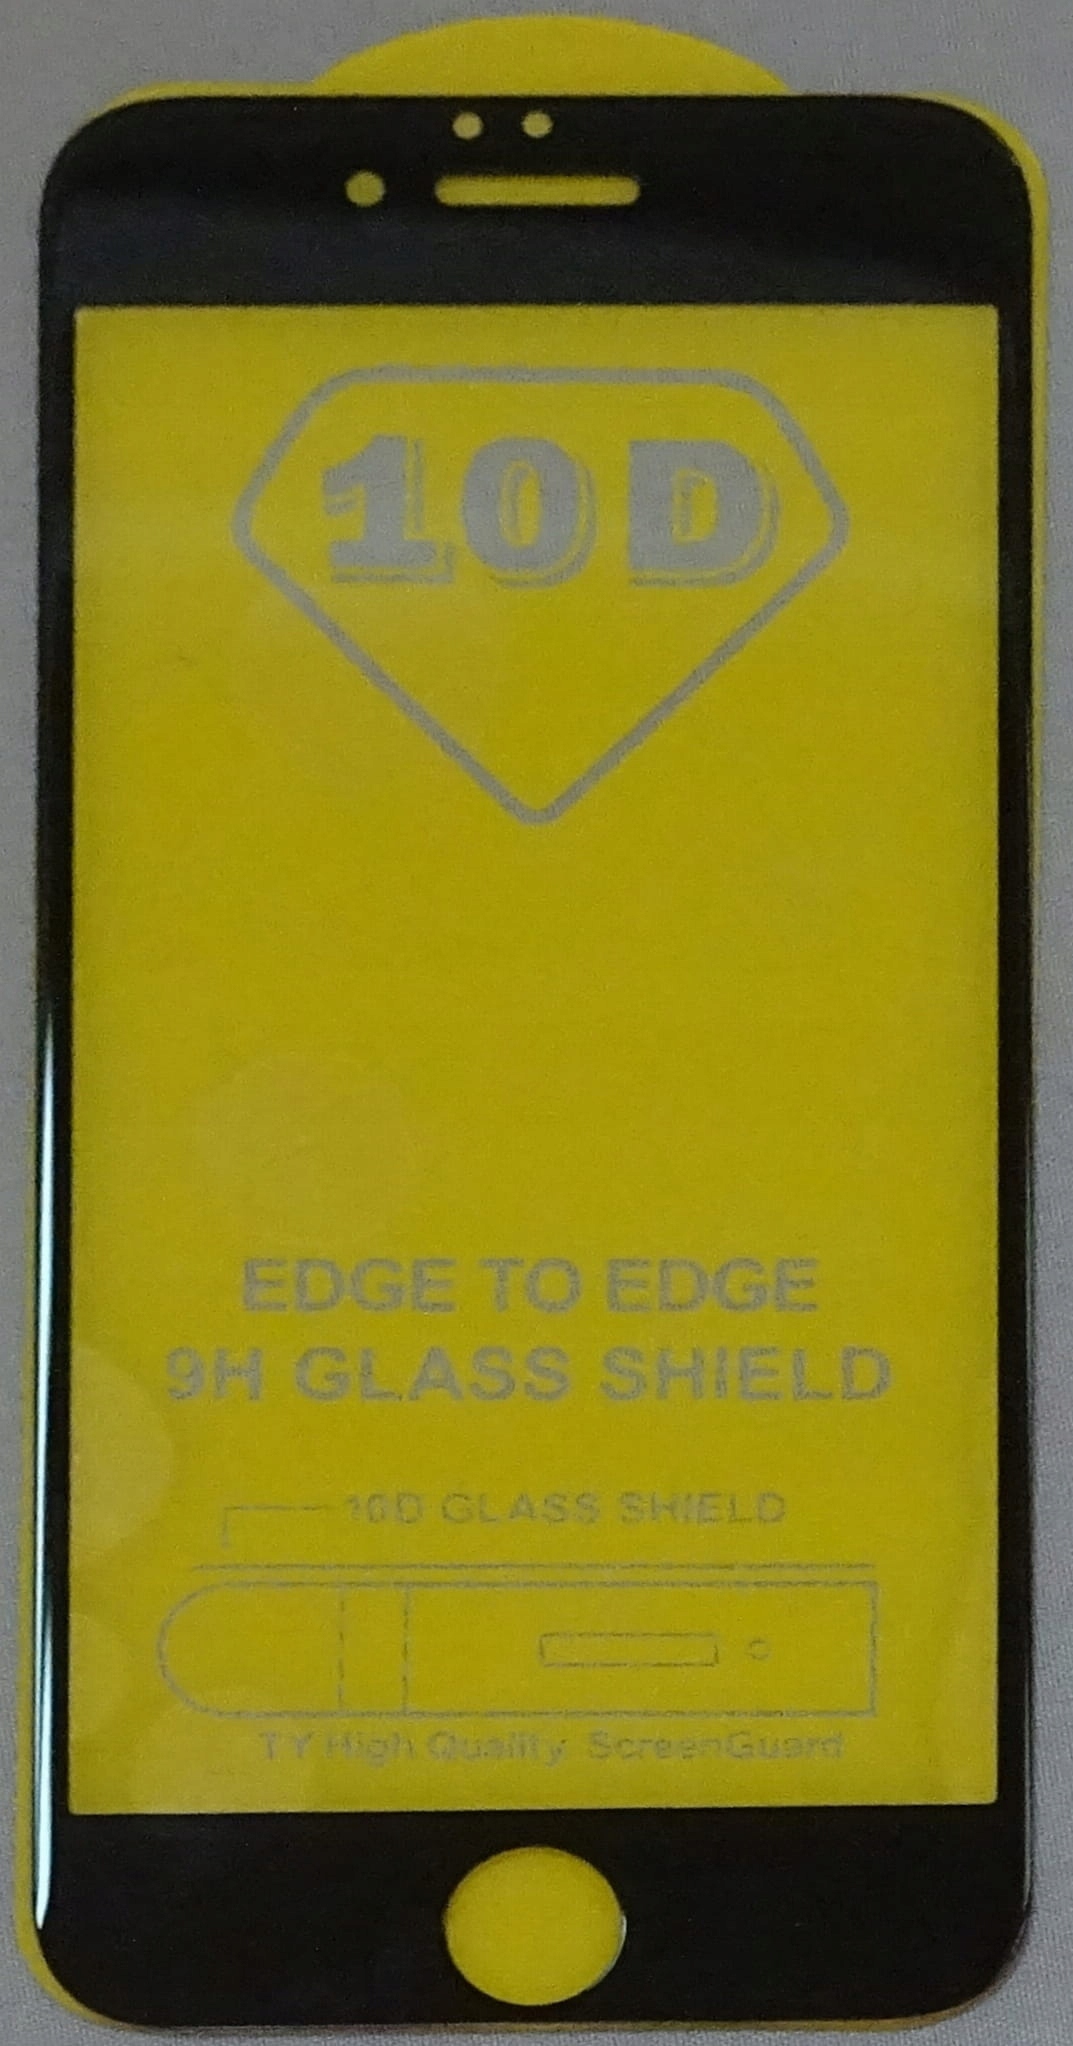 10D
EDGE TO EDGE
9H GLASS SHIELD
10D GLASS SHIELD
TY High Quality ScreenGuard